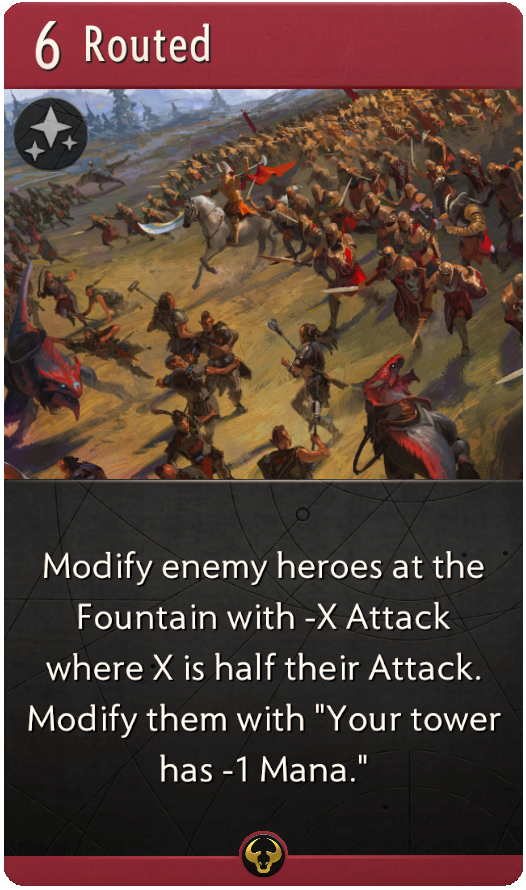 6 Routed
Modify enemy heroes at the
Fountain with -X Attack
where X is half their Attack.
Modify them with "Your tower
has -1 Mana."